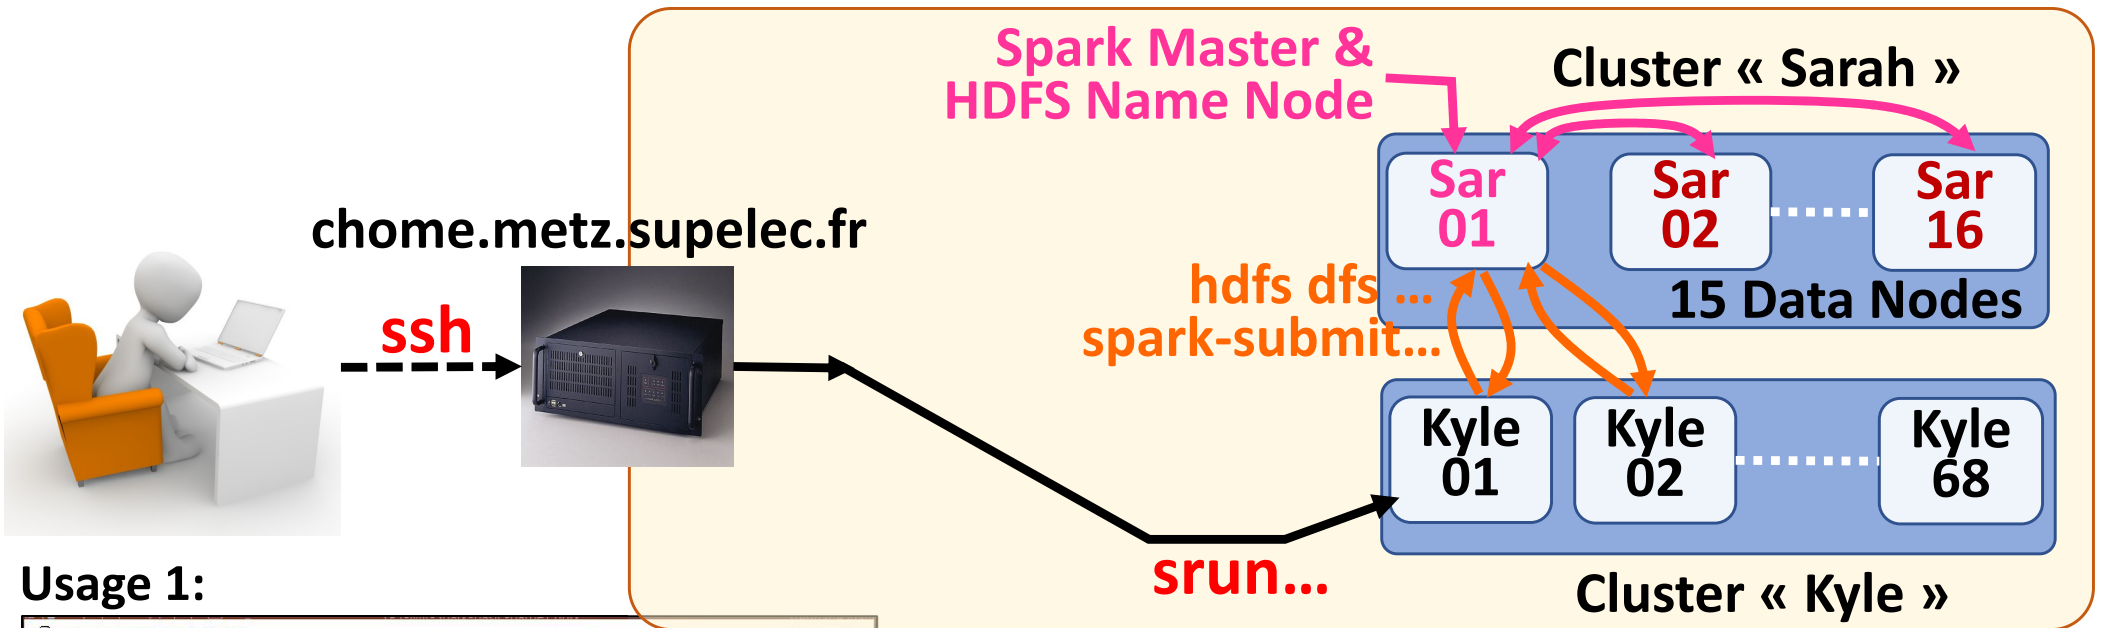 Spark Master &
HDFS Name Node
Cluster « Sarah »
Sar
01
Sar
02
Sar
16
15 Data Nodes
chome.metz.supelec.fr
ssh
hdfs dfs ...
spark-submit...
Kyle
01
Kyle
02
Kyle
68
srun...
Cluster « Kyle »
Usage 1: